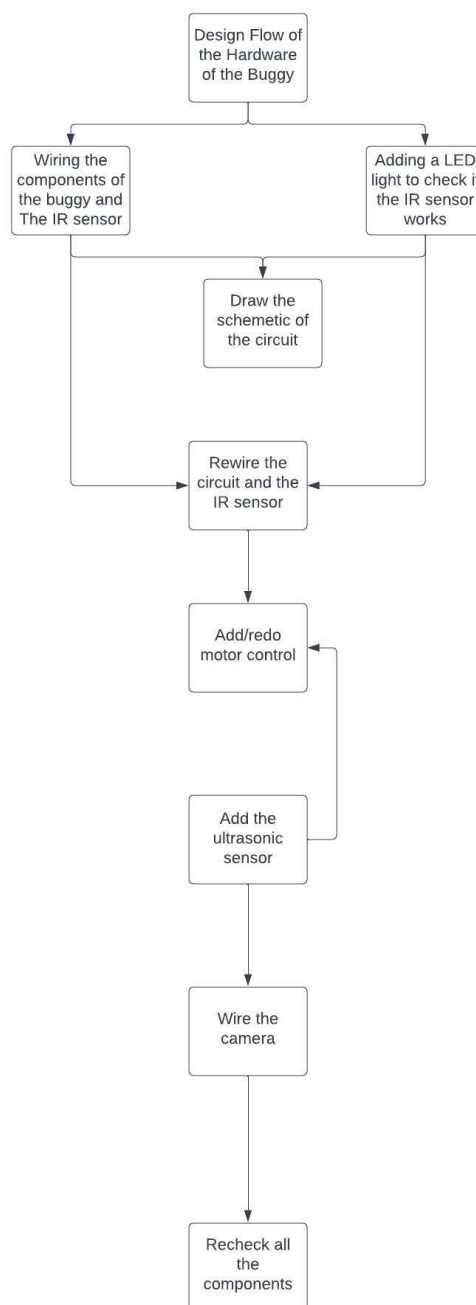 Design Flow of
the Hardware
of the Buggy
Wiring the
components of
the buggy and
The IR sensor
Adding a LED
light to check i
the IR sensor
works
Draw the
schemetic of
the circuit
Rewire the
circuit and the
IR sensor
Add/redo
motor control
Add the
ultrasonic
sensor
Wire the
camera
Recheck all
the
components